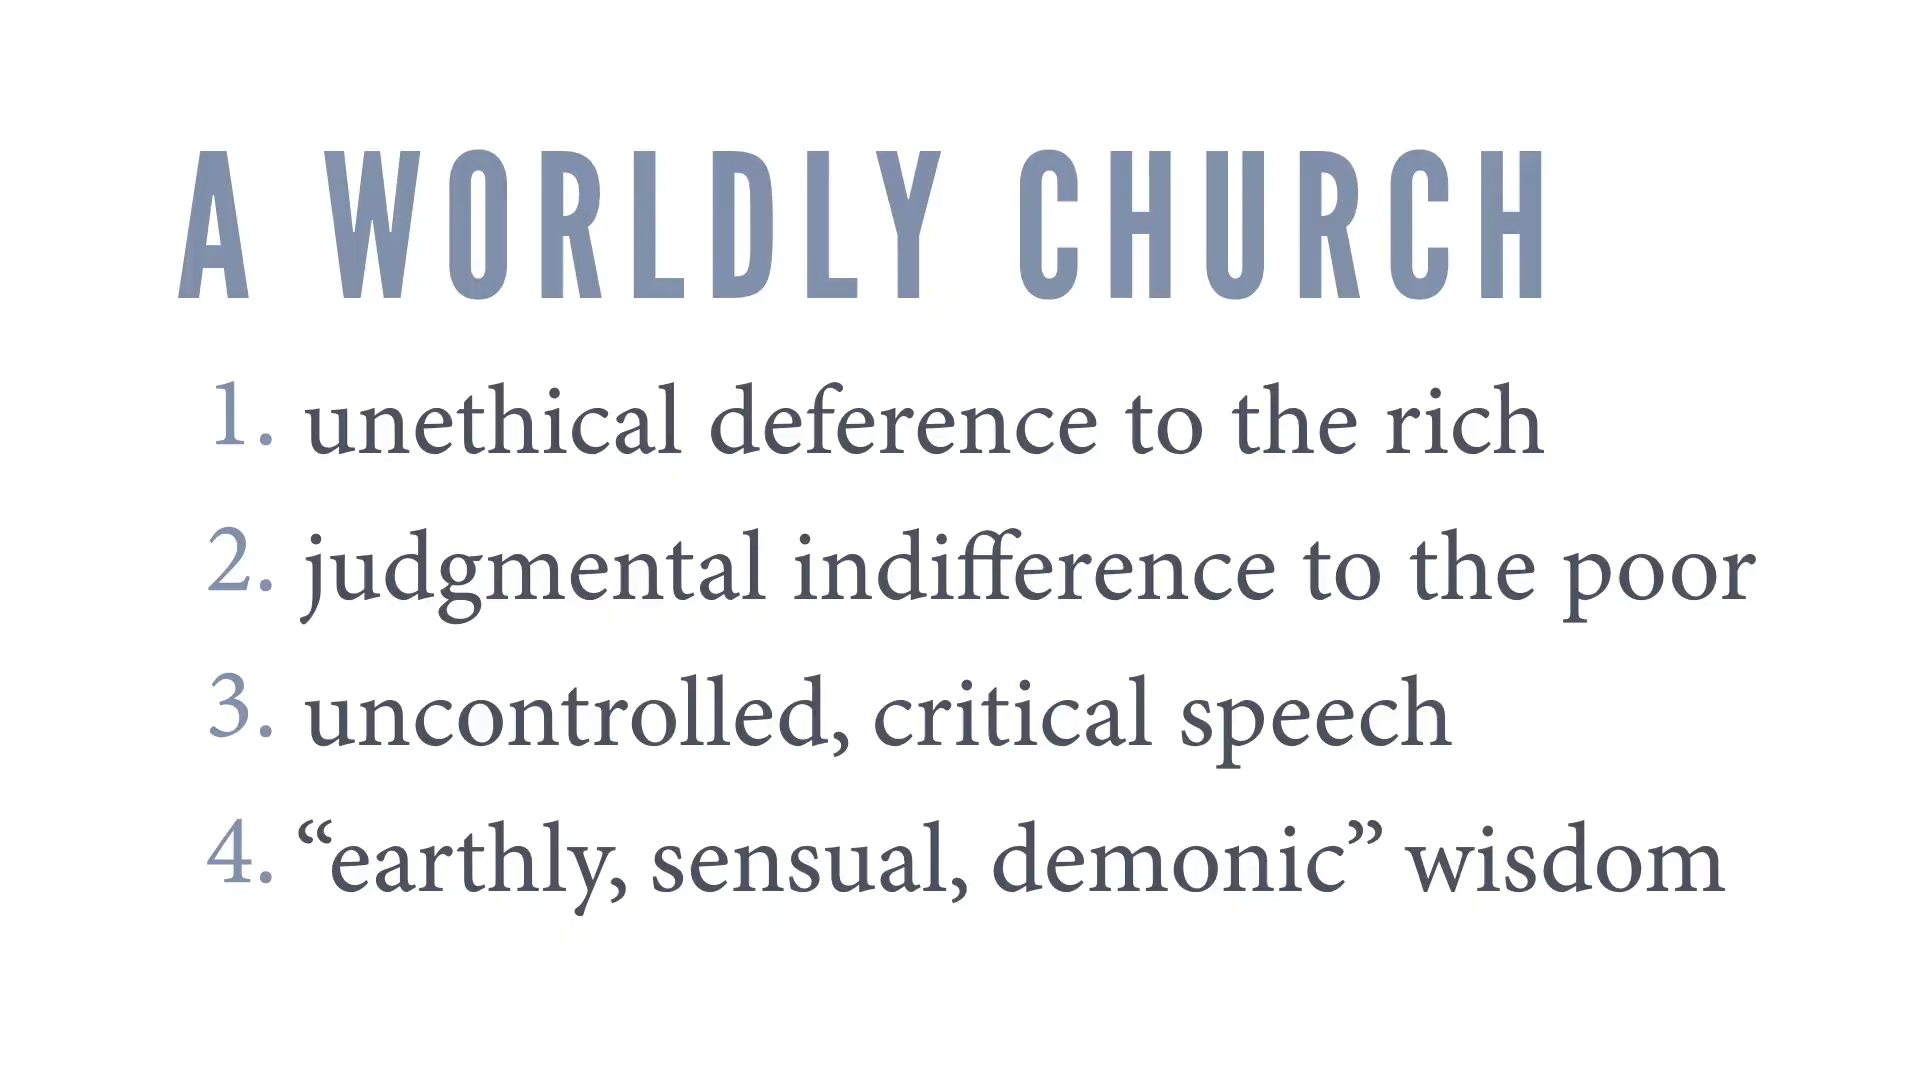 A WORLDLY CHURCH
1. unethical deference to the rich
2. judgmental indifference to the poor
3. uncontrolled, critical speech
4. “earthly, sensual, demonic” wisdom